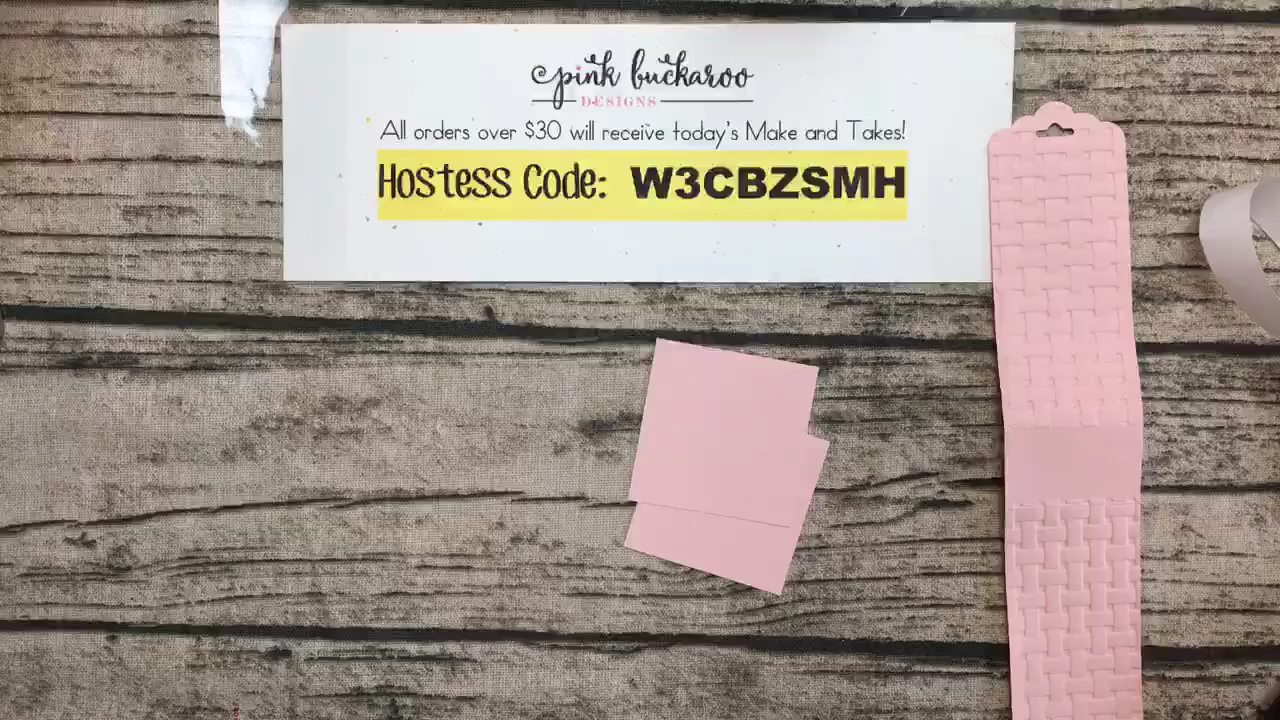 pink buckaroo
DESIGNS
All orders over $30 will receive today's Make and Takes!
Hostess Code: W3CBZSMH